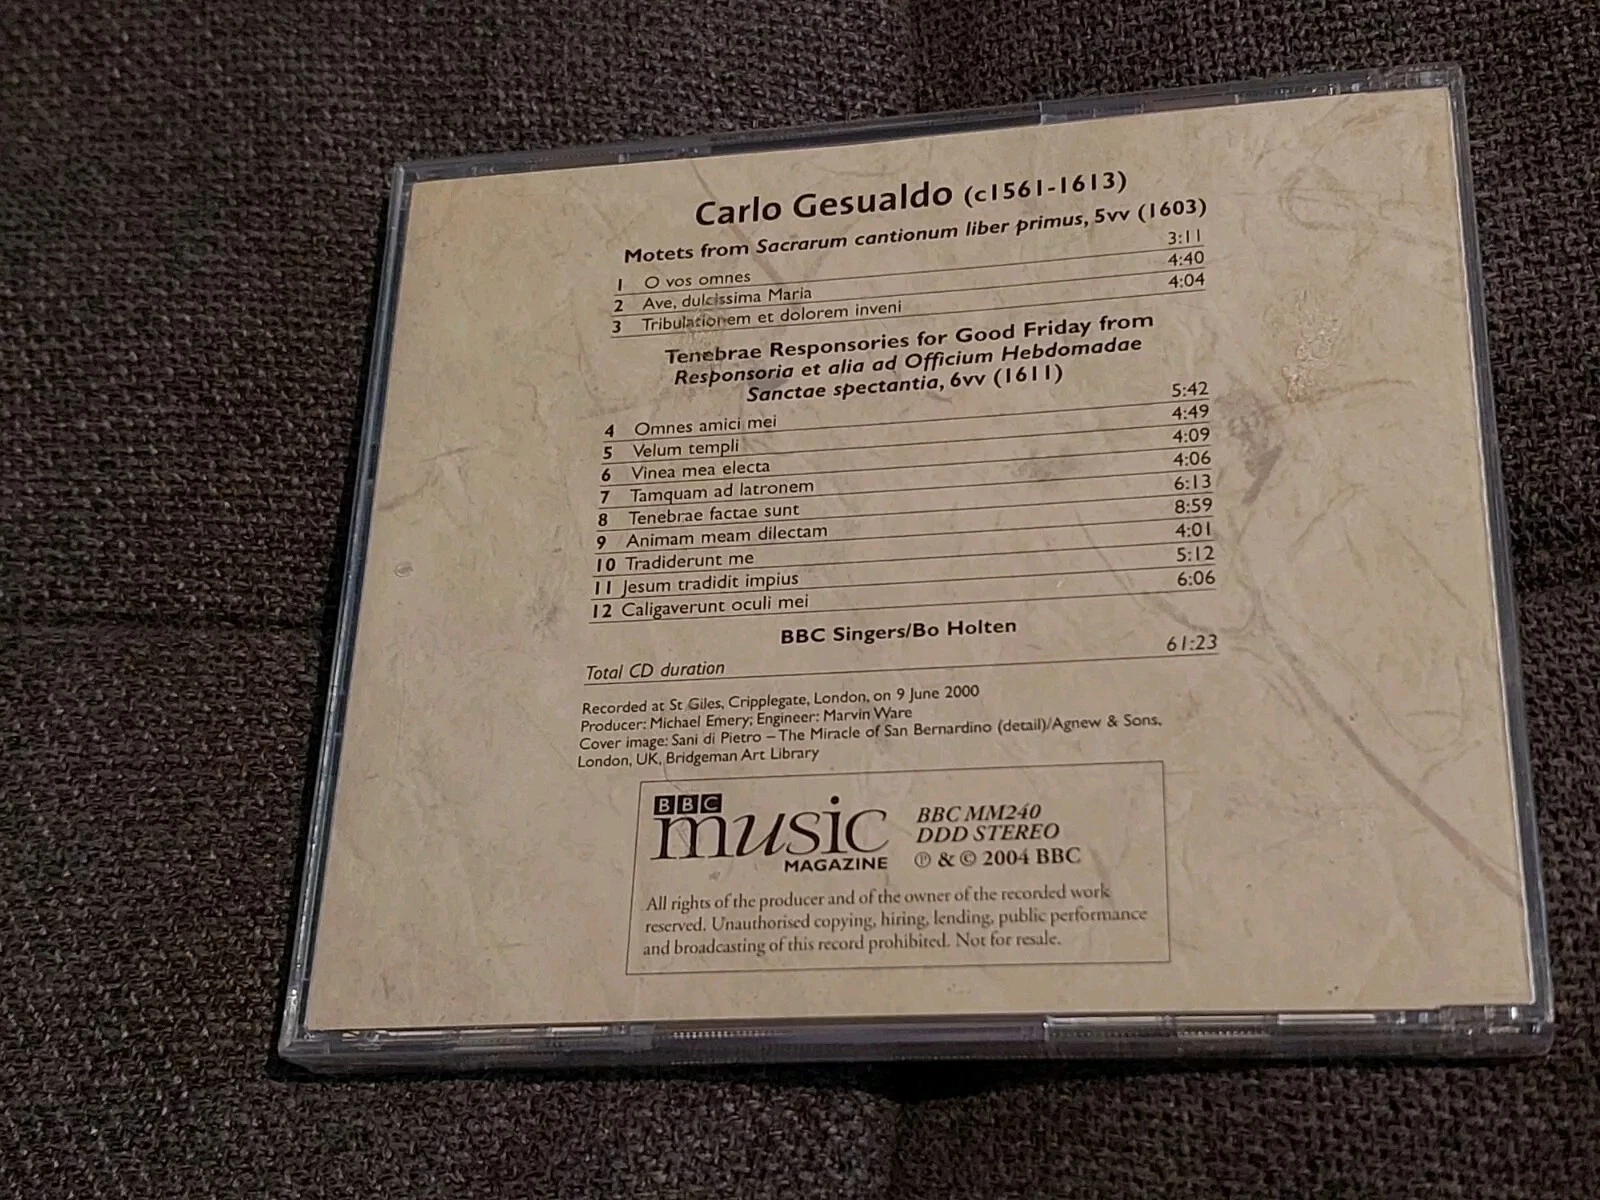 Carlo Gesualdo (c1561-1613)
Motets from Sacrarum cantionum liber primus, 5vv (1603)
1 O vos omnes 3:11
2 Ave, dulcissima Maria 4:40
3 Tribulationem et dolorem inveni 4:04
Tenebrae Responsories for Good Friday from
Responsoria et alia ad Officium Hebdomadae
Sanctae spectantia, 6vv (1611)
4 Omnes amici mei 5:42
5 Velum templi 4:49
6 Vinea mea electa 4:09
7 Tamquam ad latronem 4:06
8 Tenebrae factae sunt 6:13
9 Animam meam dilectam 8:59
10 Tradiderunt me 4:01
11 Jesum tradidit impius 5:12
12 Caligaverunt oculi mei 6:06
BBC Singers/Bo Holten
Total CD duration 61:23
Recorded at St Giles, Cripplegate, London, on 9 June 2000
Producer: Michael Emery; Engineer: Marvin Ware
Cover image: Sani di Pietro – The Miracle of San Bernardino (detail)/Agnew & Sons,
London, UK, Bridgeman Art Library
BBC
music
MAGAZINE
BBC MM240
DDD STEREO
℗ & © 2004 BBC
All rights of the producer and of the owner of the recorded work
reserved. Unauthorised copying, hiring, lending, public performance
and broadcasting of this record prohibited. Not for resale.